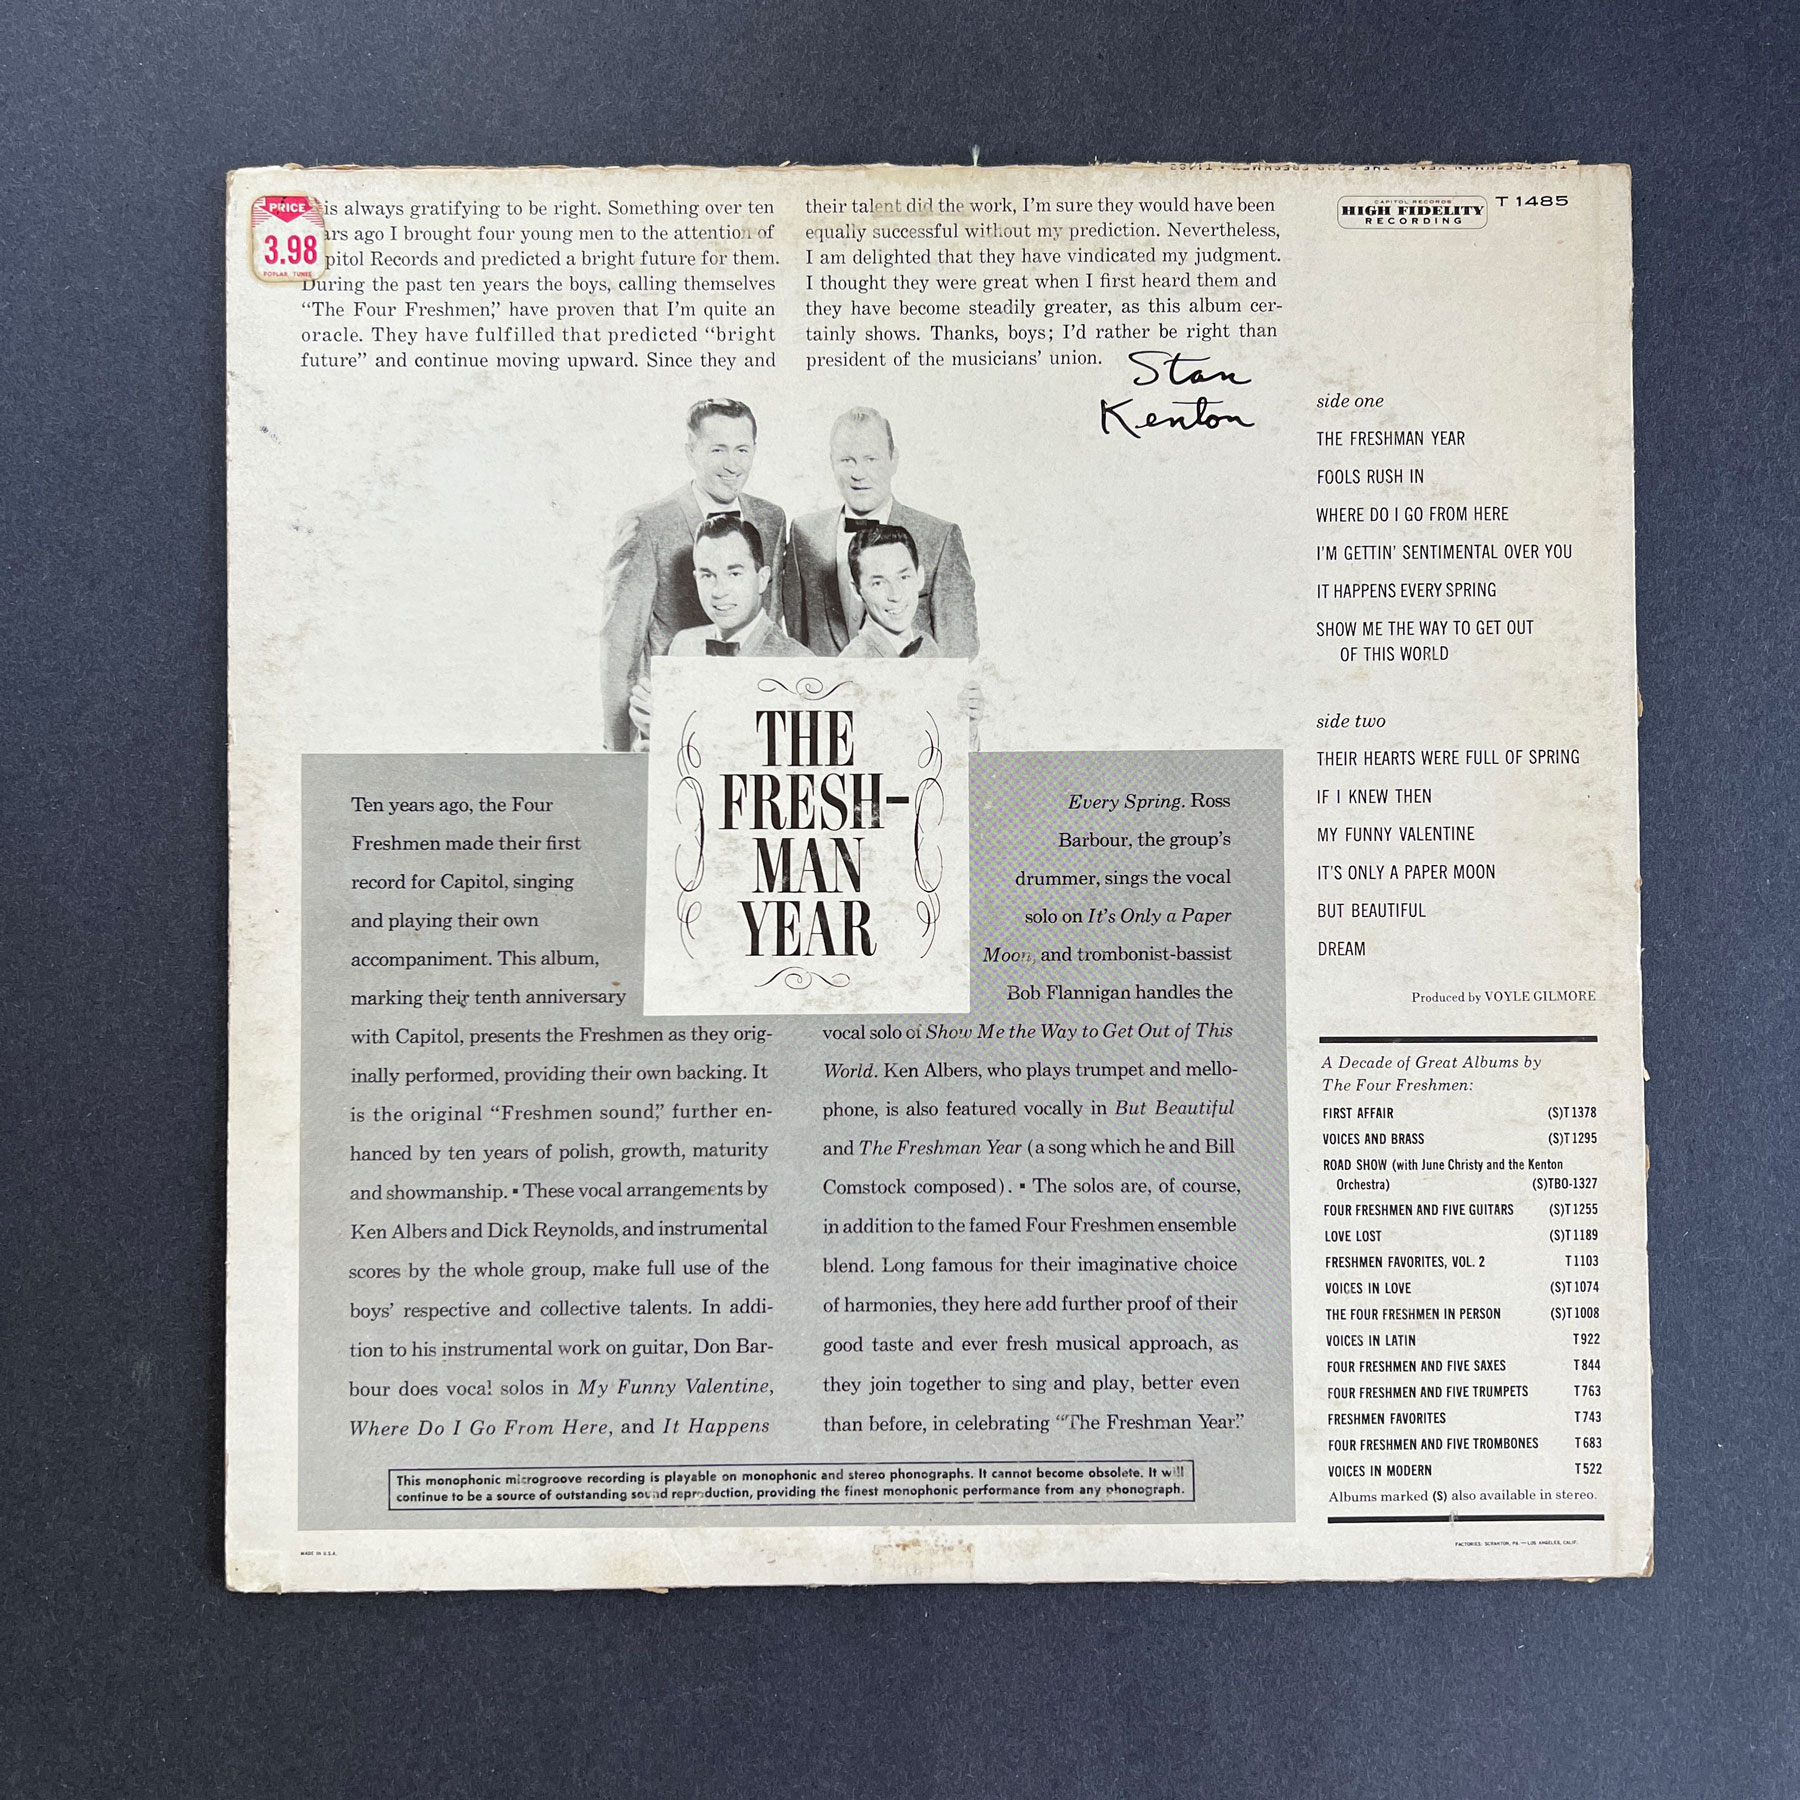 PRICE
3.98
POPLAR TUNES
is always gratifying to be right. Something over ten
ars ago I brought four young men to the attention of
pitol Records and predicted a bright future for them.
During the past ten years the boys, calling themselves
“The Four Freshmen,” have proven that I’m quite an
oracle. They have fulfilled that predicted “bright
future” and continue moving upward. Since they and
their talent did the work, I’m sure they would have been
equally successful without my prediction. Nevertheless,
I am delighted that they have vindicated my judgment.
I thought they were great when I first heard them and
they have become steadily greater, as this album cer-
tainly shows. Thanks, boys; I’d rather be right than
president of the musicians’ union.
Stan
Kenton
THE
FRESH-
MAN
YEAR
Ten years ago, the Four
Freshmen made their first
record for Capitol, singing
and playing their own
accompaniment. This album,
marking their tenth anniversary
with Capitol, presents the Freshmen as they orig-
inally performed, providing their own backing. It
is the original “Freshmen sound,” further en-
hanced by ten years of polish, growth, maturity
and showmanship. ▪ These vocal arrangements by
Ken Albers and Dick Reynolds, and instrumental
scores by the whole group, make full use of the
boys’ respective and collective talents. In addi-
tion to his instrumental work on guitar, Don Bar-
bour does vocal solos in My Funny Valentine,
Where Do I Go From Here, and It Happens
Every Spring. Ross
Barbour, the group’s
drummer, sings the vocal
solo on It’s Only a Paper
Moon, and trombonist-bassist
Bob Flannigan handles the
vocal solo of Show Me the Way to Get Out of This
World. Ken Albers, who plays trumpet and mello-
phone, is also featured vocally in But Beautiful
and The Freshman Year (a song which he and Bill
Comstock composed). ▪ The solos are, of course,
in addition to the famed Four Freshmen ensemble
blend. Long famous for their imaginative choice
of harmonies, they here add further proof of their
good taste and ever fresh musical approach, as
they join together to sing and play, better even
than before, in celebrating “The Freshman Year.”
This monophonic microgroove recording is playable on monophonic and stereo phonographs. It cannot become obsolete. It will
continue to be a source of outstanding sound reproduction, providing the finest monophonic performance from any phonograph.
MADE IN U.S.A.
CAPITOL RECORDS
HIGH FIDELITY
RECORDING
T 1485
side one
THE FRESHMAN YEAR
FOOLS RUSH IN
WHERE DO I GO FROM HERE
I’M GETTIN’ SENTIMENTAL OVER YOU
IT HAPPENS EVERY SPRING
SHOW ME THE WAY TO GET OUT
OF THIS WORLD
side two
THEIR HEARTS WERE FULL OF SPRING
IF I KNEW THEN
MY FUNNY VALENTINE
IT’S ONLY A PAPER MOON
BUT BEAUTIFUL
DREAM
Produced by VOYLE GILMORE
A Decade of Great Albums by
The Four Freshmen:
FIRST AFFAIR (S)T1378
VOICES AND BRASS (S)T1295
ROAD SHOW (with June Christy and the Kenton
Orchestra) (S)TBO-1327
FOUR FRESHMEN AND FIVE GUITARS (S)T1255
LOVE LOST (S)T1189
FRESHMEN FAVORITES, VOL. 2 T1103
VOICES IN LOVE (S)T1074
THE FOUR FRESHMEN IN PERSON (S)T1008
VOICES IN LATIN T922
FOUR FRESHMEN AND FIVE SAXES T844
FOUR FRESHMEN AND FIVE TRUMPETS T763
FRESHMEN FAVORITES T743
FOUR FRESHMEN AND FIVE TROMBONES T683
VOICES IN MODERN T522
Albums marked (S) also available in stereo.
FACTORIES: SCRANTON, PA.—LOS ANGELES, CALIF.